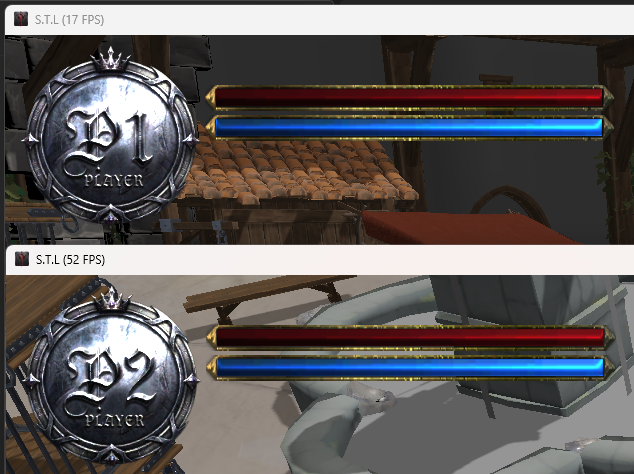 S.T.L (17 FPS)
P1
PLAYER
S.T.L (52 FPS)
P2
PLAYER